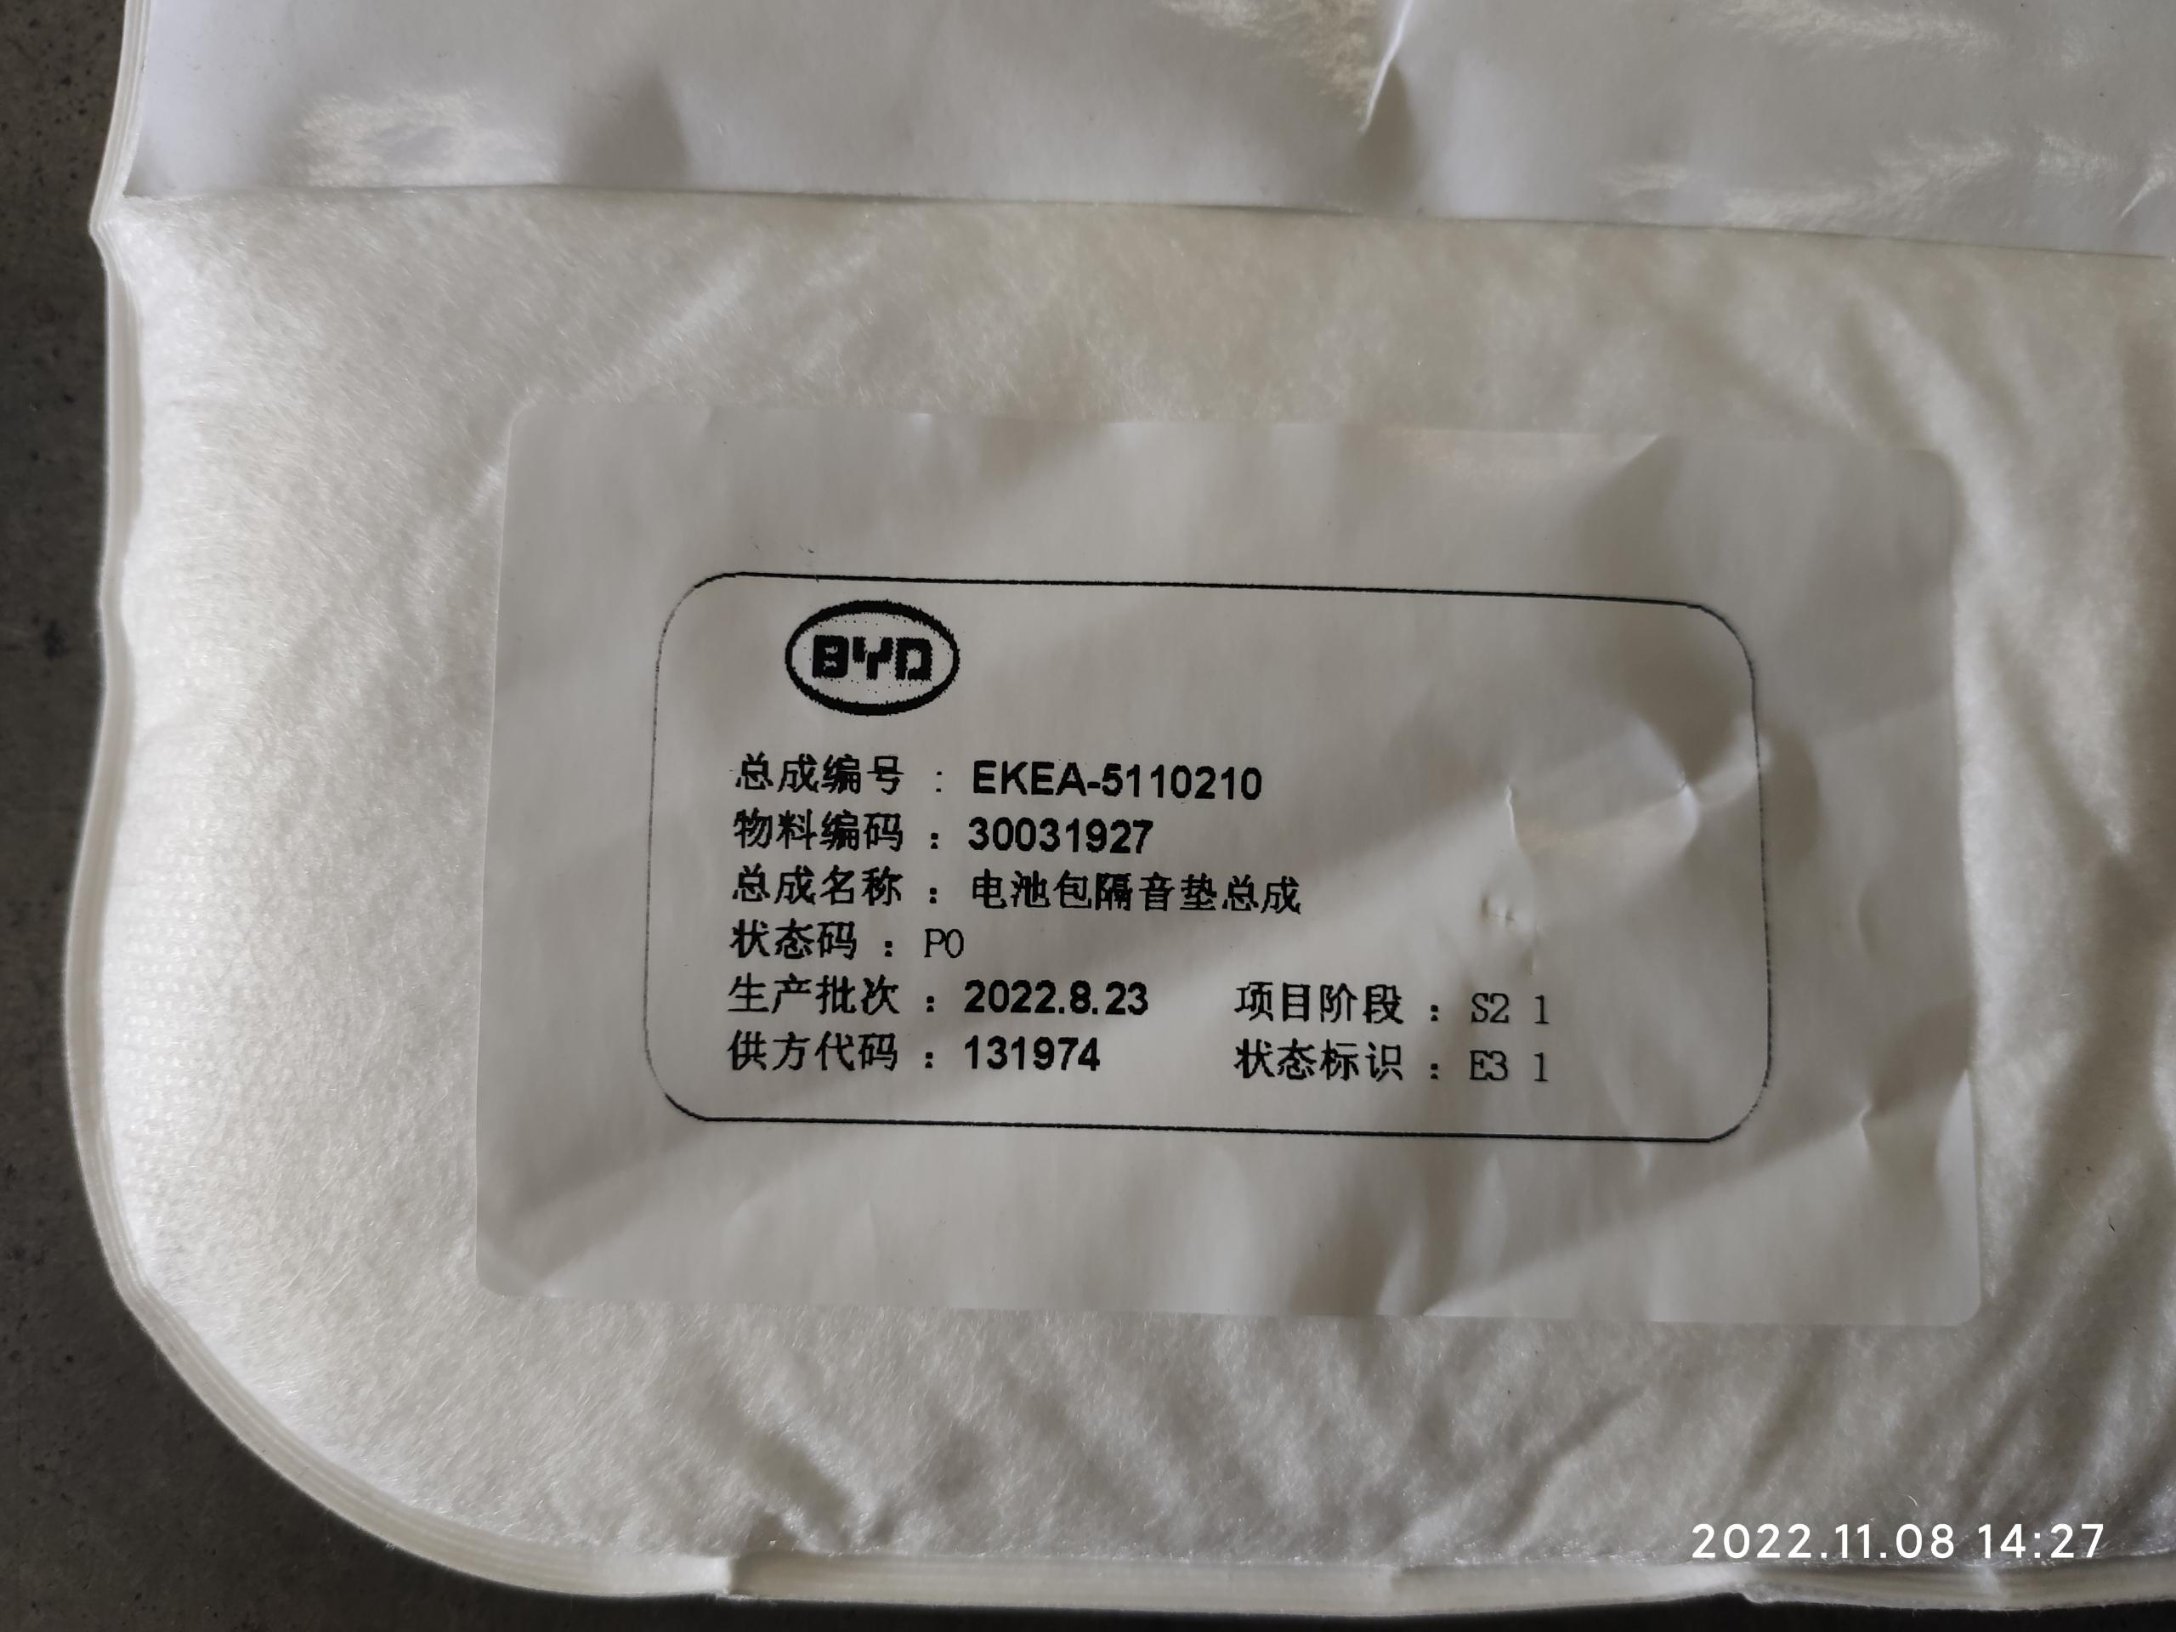 BYD
总成编号：EKEA-5110210
物料编码：30031927
总成名称：电池包隔音垫总成
状态码：P0
生产批次：2022.8.23 项目阶段：S2 1
供方代码：131974 状态标识：E3 1
2022.11.08 14:27